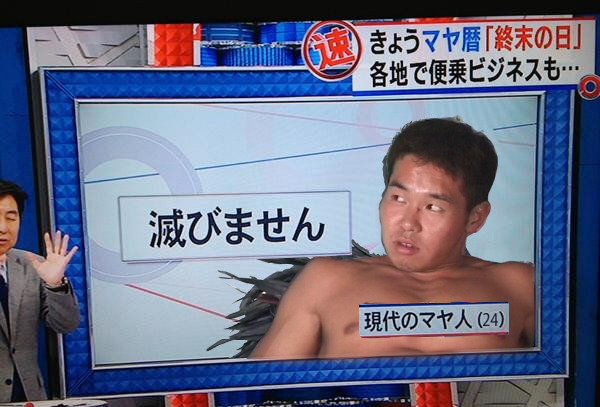 速
きょうマヤ暦「終末の日」
各地で便乗ビジネスも…
滅びません
現代のマヤ人(24)